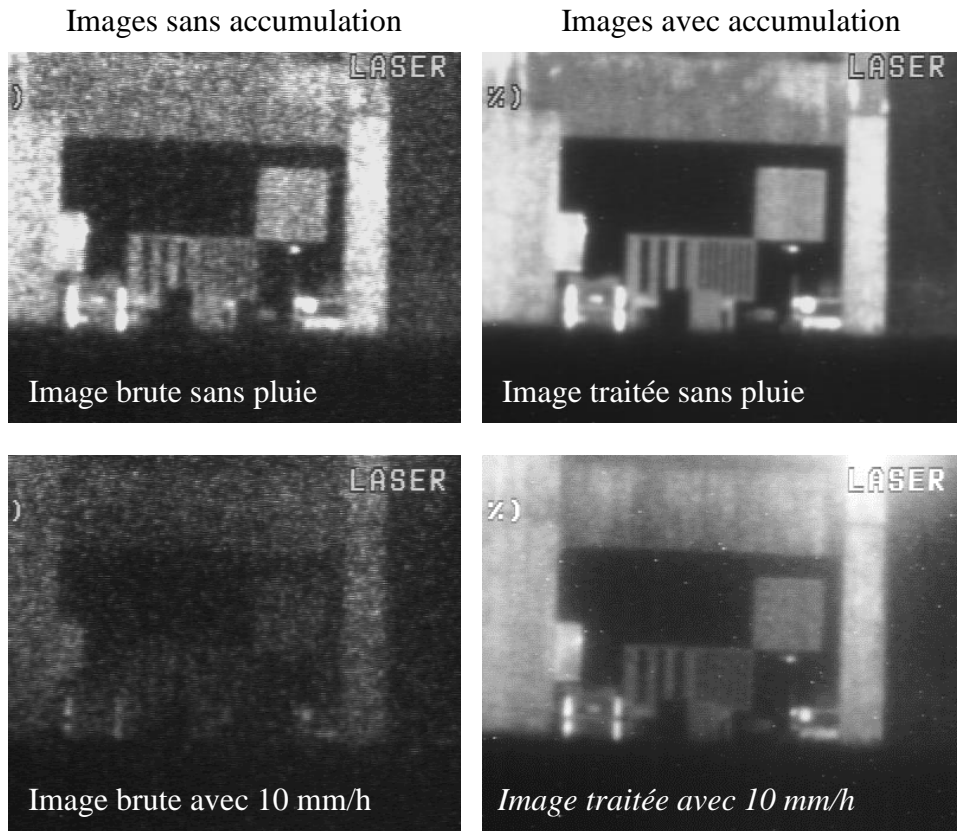 Images sans accumulation
Images avec accumulation
LASER
)
LASER
%)
Image brute sans pluie
Image traitée sans pluie
LASER
)
LASER
%)
Image brute avec 10 mm/h
Image traitée avec 10 mm/h